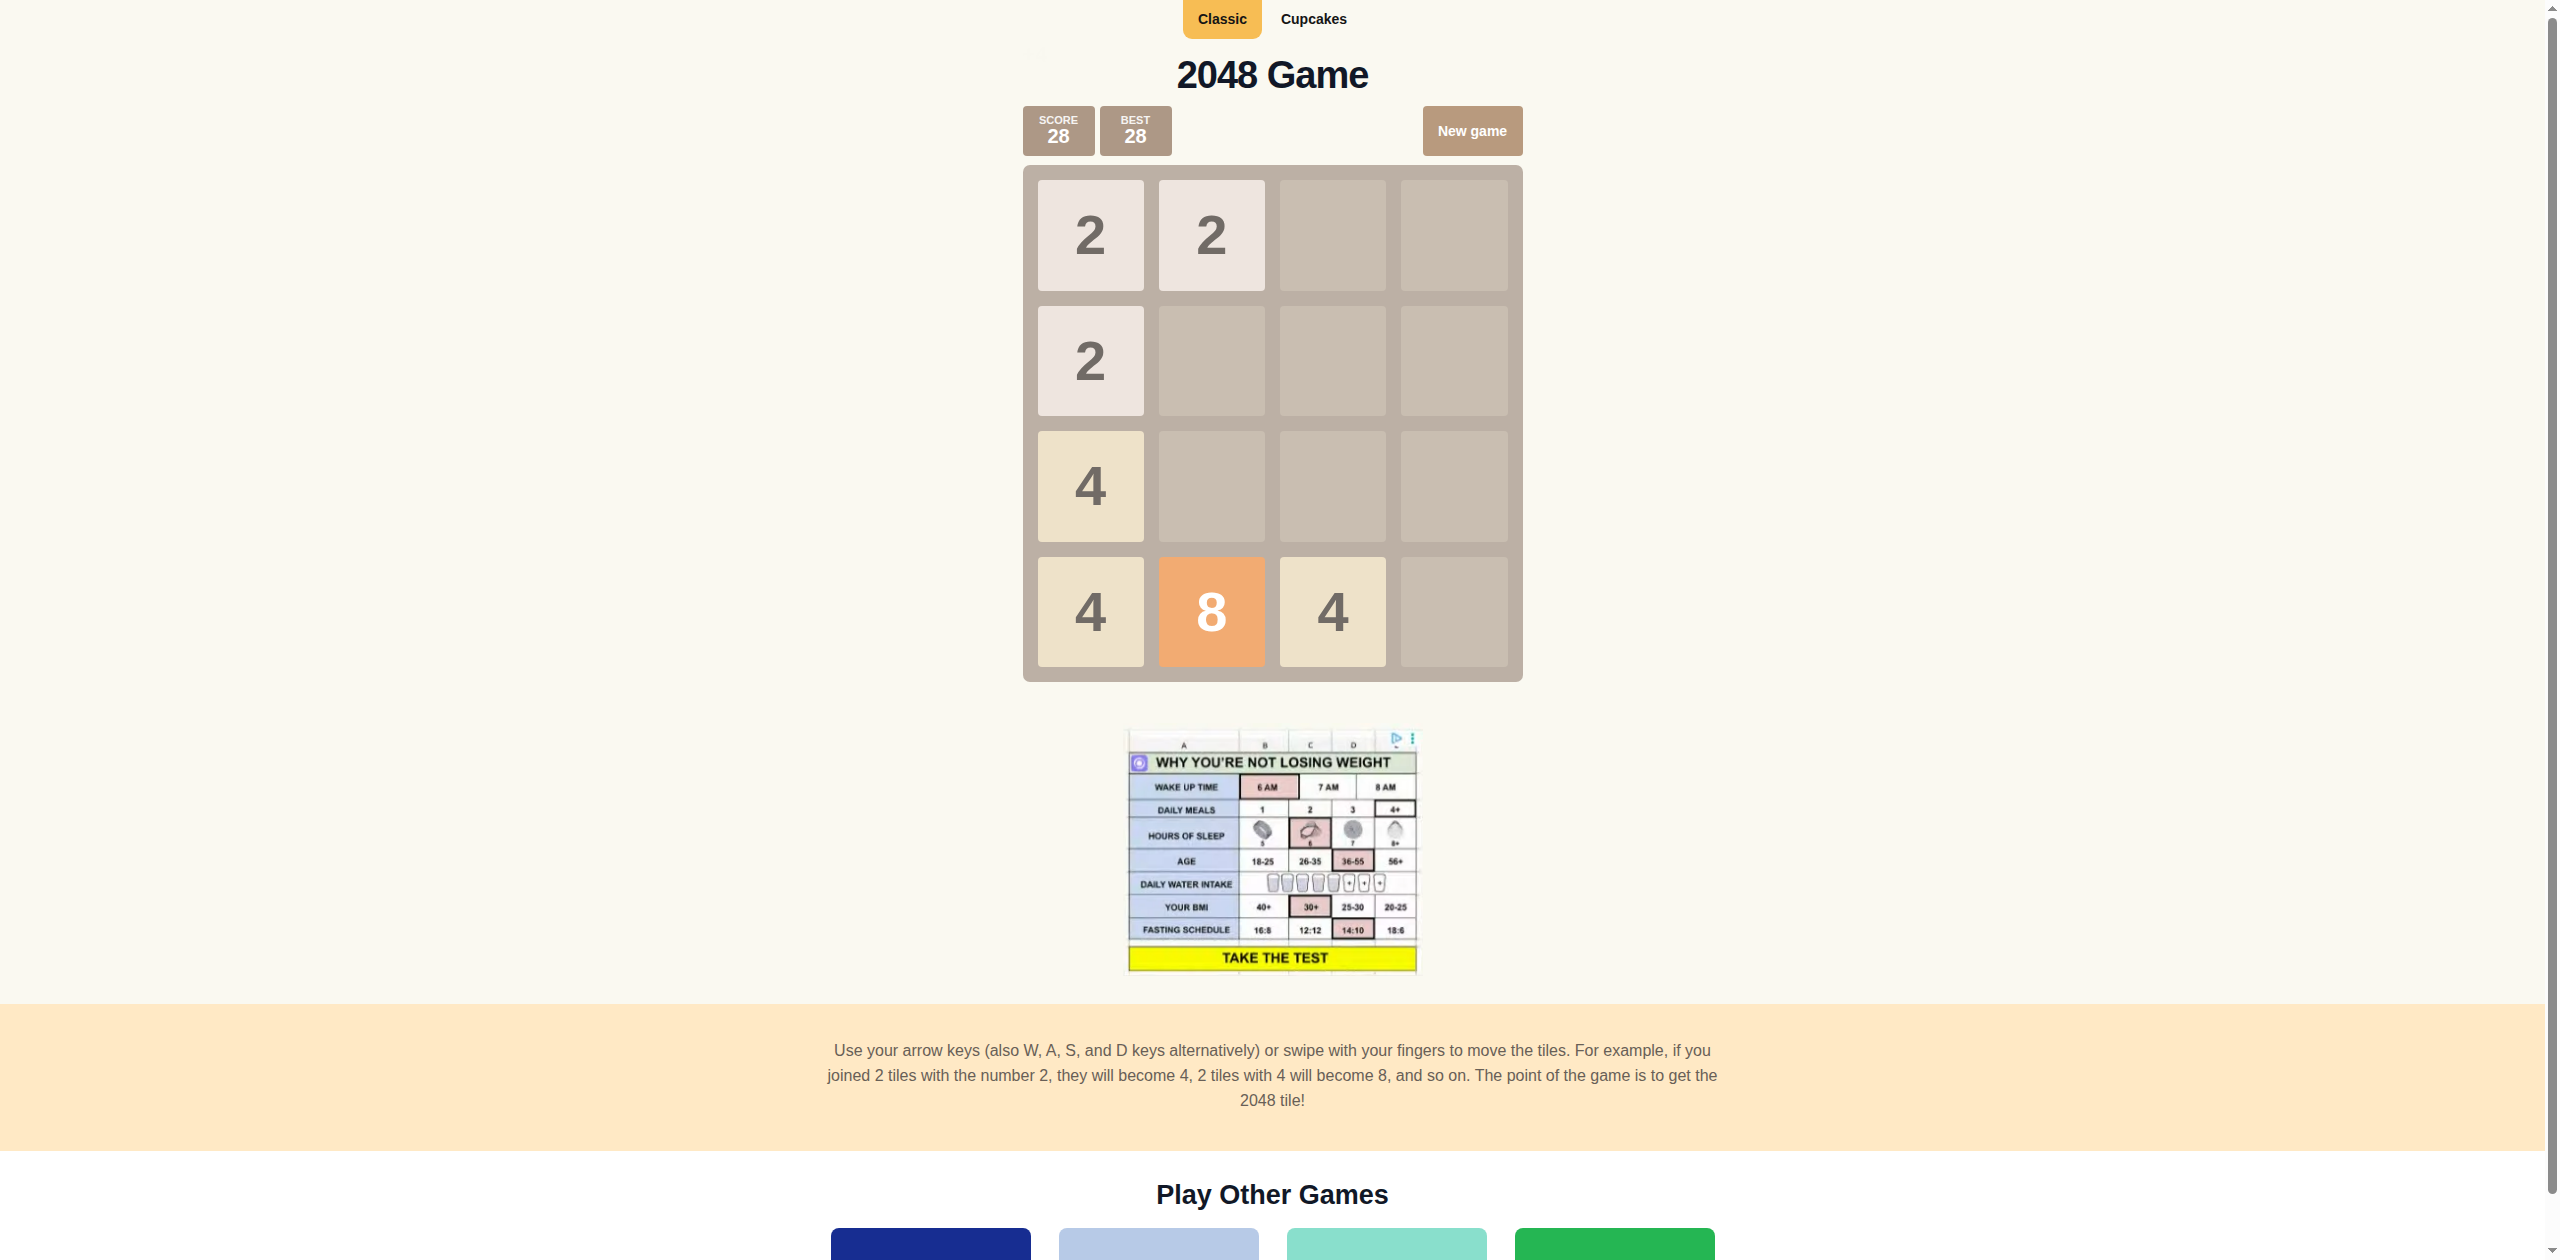 Classic Cupcakes
2048 Game
SCORE BEST
28 28
New game
2 2
2
4
4 8 4
A B C D
WHY YOU'RE NOT LOSING WEIGHT
WAKE UP TIME 6 AM 7 AM 8 AM
DAILY MEALS 1 2 3 4+
HOURS OF SLEEP 5 6 7 8+
AGE 18-25 26-35 36-55 56+
DAILY WATER INTAKE
YOUR BMI 40+ 30+ 25-30 20-25
FASTING SCHEDULE 16:8 12:12 14:10 18:6
TAKE THE TEST
Use your arrow keys (also W, A, S, and D keys alternatively) or swipe with your fingers to move the tiles. For example, if you
joined 2 tiles with the number 2, they will become 4, 2 tiles with 4 will become 8, and so on. The point of the game is to get the
2048 tile!
Play Other Games